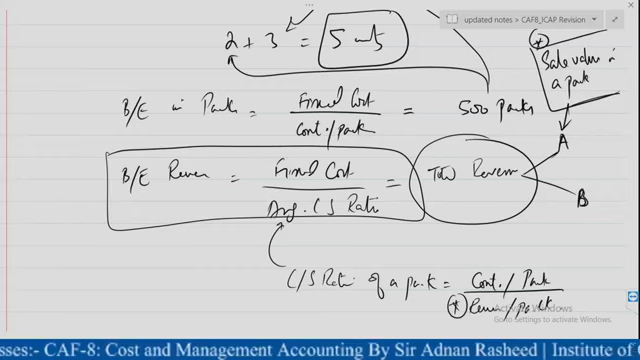 updated notes > CAF8_ICAP Revision
2 + 3 = 5 units
* Sale value in a pack
B/E in Packs = Fixed Cost / Cont./pack = 500 packs
A
B/E Revenue = Fixed Cost / Avg. C/S Ratio = Total Revenue
B
C/S Ratio of a pack = Cont./Pack / * Revenue/pack
Activate Windows
Go to Settings to activate Windows.
sses:- CAF-8: Cost and Management Accounting By Sir Adnan Rasheed | Institute of C